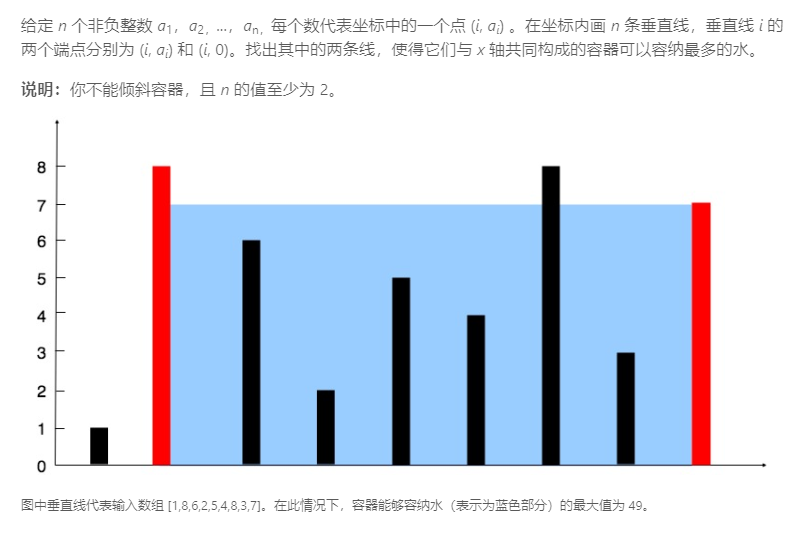 给定 n 个非负整数 a1，a2，...，an，每个数代表坐标中的一个点 (i, ai) 。在坐标内画 n 条垂直线，垂直线 i 的
两个端点分别为 (i, ai) 和 (i, 0)。找出其中的两条线，使得它们与 x 轴共同构成的容器可以容纳最多的水。
说明：你不能倾斜容器，且 n 的值至少为 2。
8
7
6
5
4
3
2
1
0
图中垂直线代表输入数组 [1,8,6,2,5,4,8,3,7]。在此情况下，容器能够容纳水（表示为蓝色部分）的最大值为 49。